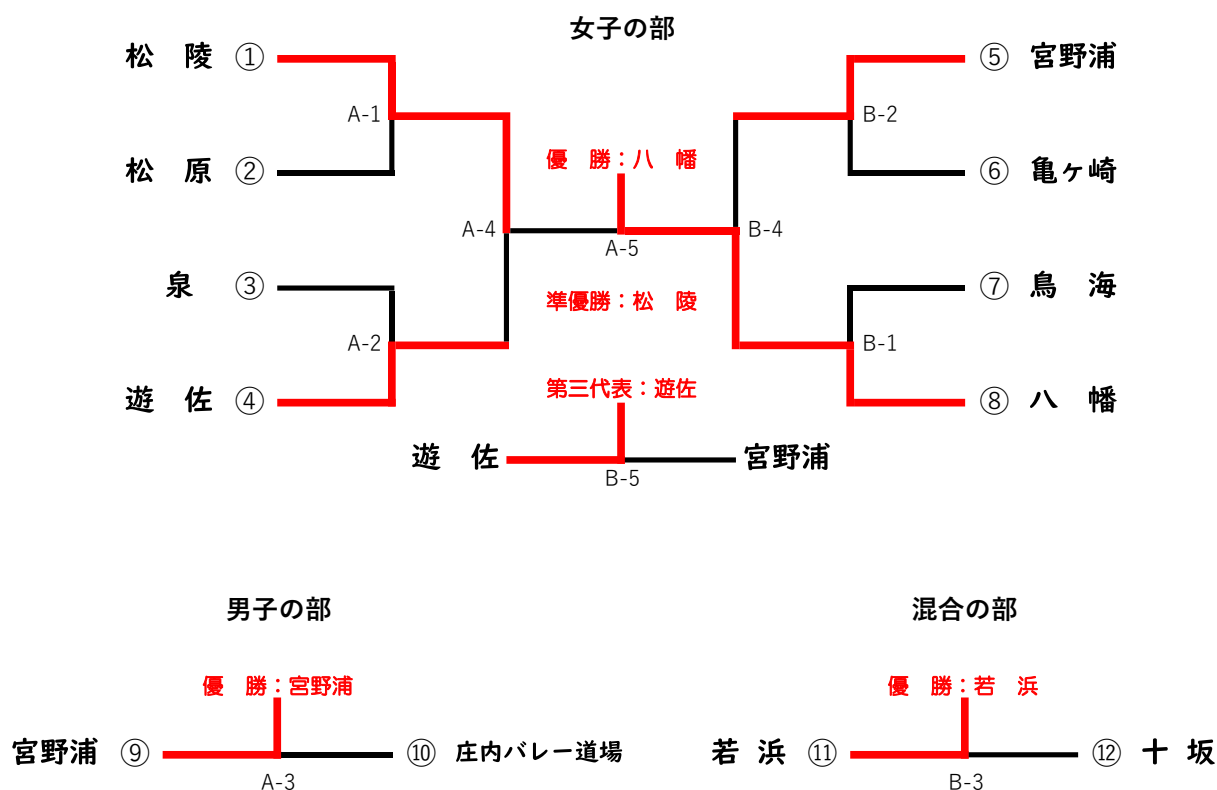 女子の部
松　陵 ① ⑤ 宮野浦
A-1 B-2
優　勝：八　幡
松　原 ② ⑥ 亀ヶ崎
A-4 A-5 B-4
泉 ③ ⑦ 鳥　海
準優勝：松　陵
A-2 B-1
第三代表：遊佐
遊　佐 ④ ⑧ 八　幡
遊　佐 宮野浦
B-5
男子の部 混合の部
優　勝：宮野浦 優　勝：若　浜
宮野浦 ⑨ ⑩ 庄内バレー道場 若 浜 ⑪ ⑫ 十 坂
A-3 B-3